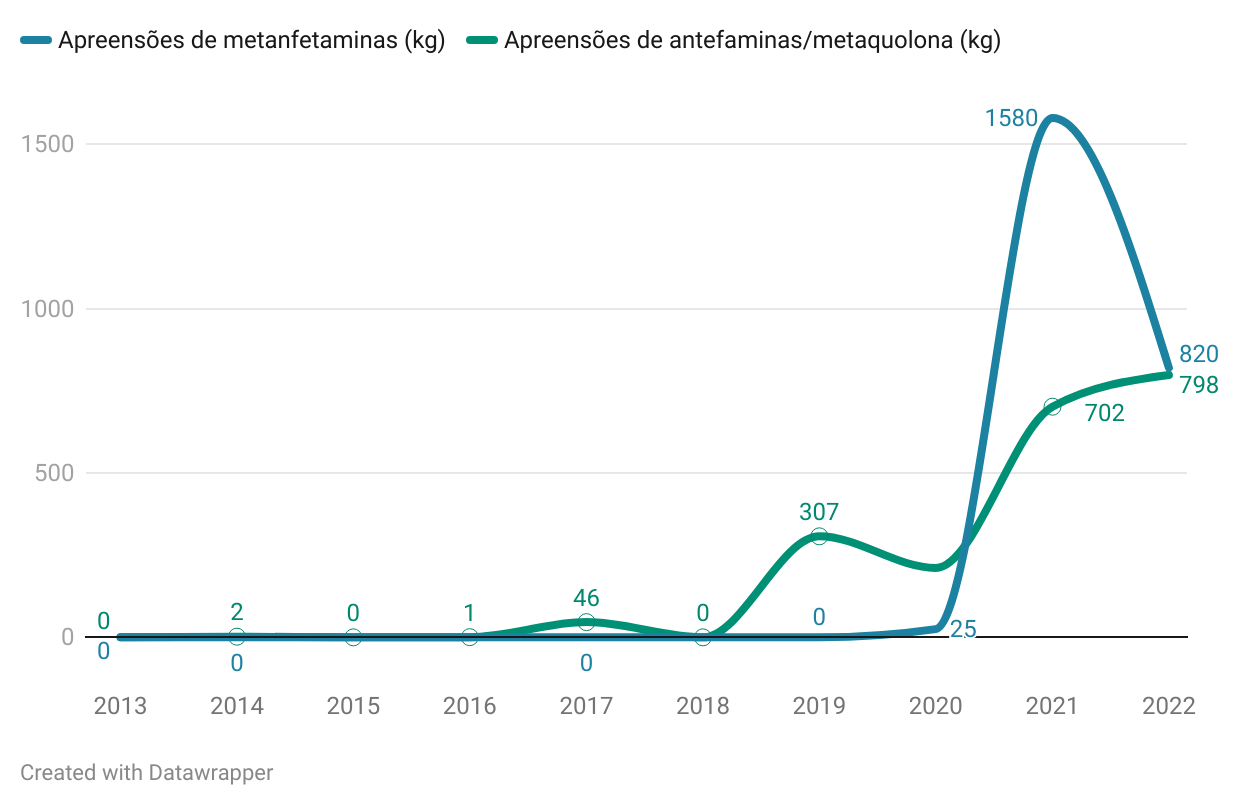 Apreensões de metanfetaminas (kg) Apreensões de antefaminas/metaquolona (kg)
1580
1500
1000
820
798
702
500
307
46
0 2 0 1 0 0
0
25
0 0 0
2013 2014 2015 2016 2017 2018 2019 2020 2021 2022
Created with Datawrapper